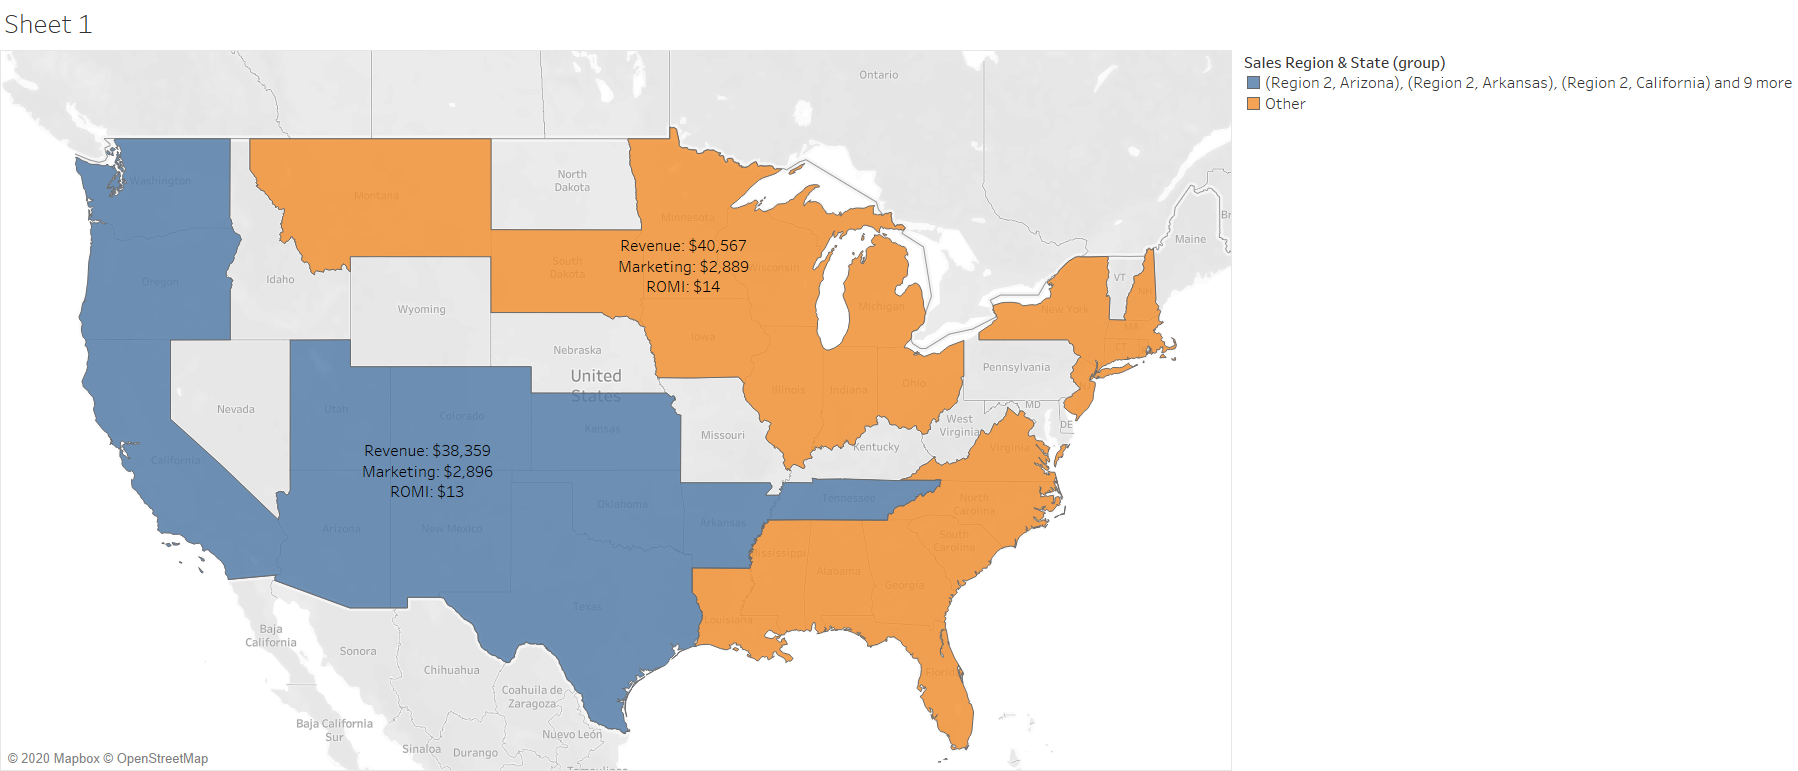 Sheet 1
Sales Region & State (group)
(Region 2, Arizona), (Region 2, Arkansas), (Region 2, California) and 9 more
Other
Ontario
Washington
Montana
North
Dakota
Minnesota
Maine
Br
Oregon
Idaho
South
Dakota
Wisconsin
Revenue: $40,567
Marketing: $2,889
ROMI: $14
Michigan
VT
NH
New York
MA
CT
Wyoming
Iowa
Nebraska
United
States
Pennsylvania
Illinois
Indiana
Ohio
NJ
MD
DE
Nevada
Utah
Colorado
Kansas
Missouri
West
Virginia
Kentucky
Virginia
Revenue: $38,359
Marketing: $2,896
ROMI: $13
California
Arizona
New Mexico
Oklahoma
Arkansas
Tennessee
North
Carolina
South
Carolina
Mississippi
Alabama
Georgia
Texas
Louisiana
Florida
Baja
California
Sonora
Chihuahua
Coahuila de
Zaragoza
Baja California
Sur
Sinaloa
Durango
Nuevo León
Tamaulipas
© 2020 Mapbox © OpenStreetMap